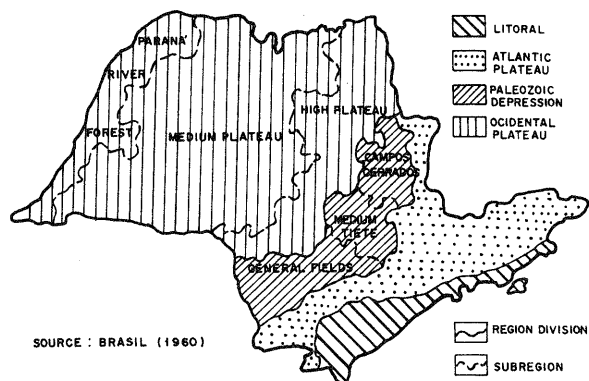 PARANÁ
RIVER
FOREST
MEDIUM PLATEAU
HIGH PLATEAU
CAMPOS
CERRADOS
MEDIUM
TIETE
GENERAL FIELDS
LITORAL
ATLANTIC
PLATEAU
PALEOZOIC
DEPRESSION
OCIDENTAL
PLATEAU
SOURCE : BRASIL (1960)
REGION DIVISION
SUBREGION